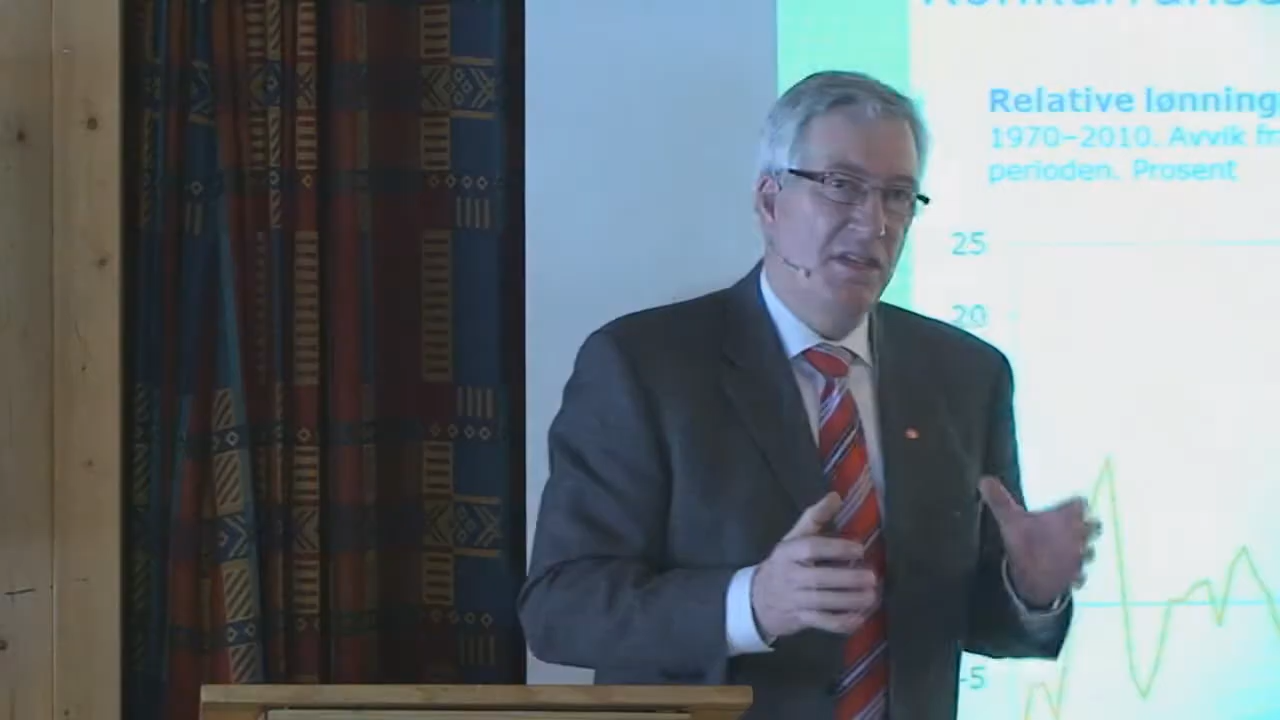 Relative lønning
1970–2010. Avvik fr
perioden. Prosent
25
20
-5